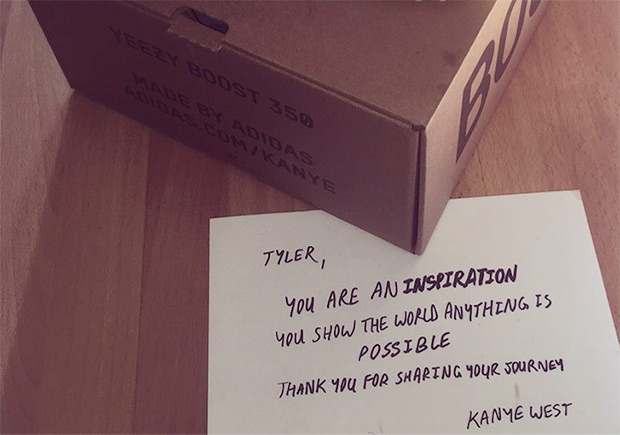 YEEZY BOOST 350
MADE BY ADIDAS
ADIDAS.COM/KANYE
BO
TYLER,
YOU ARE AN INSPIRATION
YOU SHOW THE WORLD ANYTHING IS
POSSIBLE
THANK YOU FOR SHARING YOUR JOURNEY
KANYE WEST